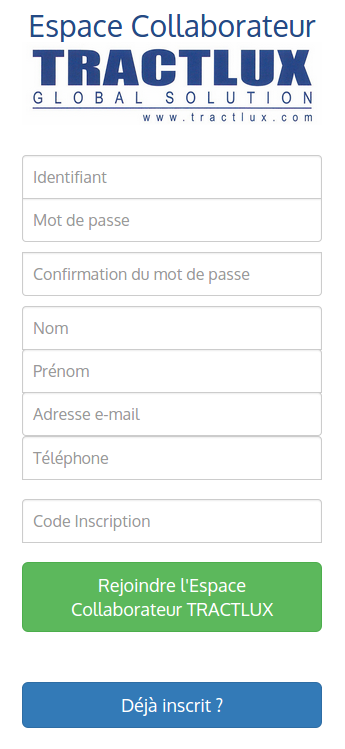 Espace Collaborateur
TRACTLUX
GLOBAL SOLUTION
www.tractlux.com
Identifiant
Mot de passe
Confirmation du mot de passe
Nom
Prénom
Adresse e-mail
Téléphone
Code Inscription
Rejoindre l'Espace
Collaborateur TRACTLUX
Déjà inscrit ?